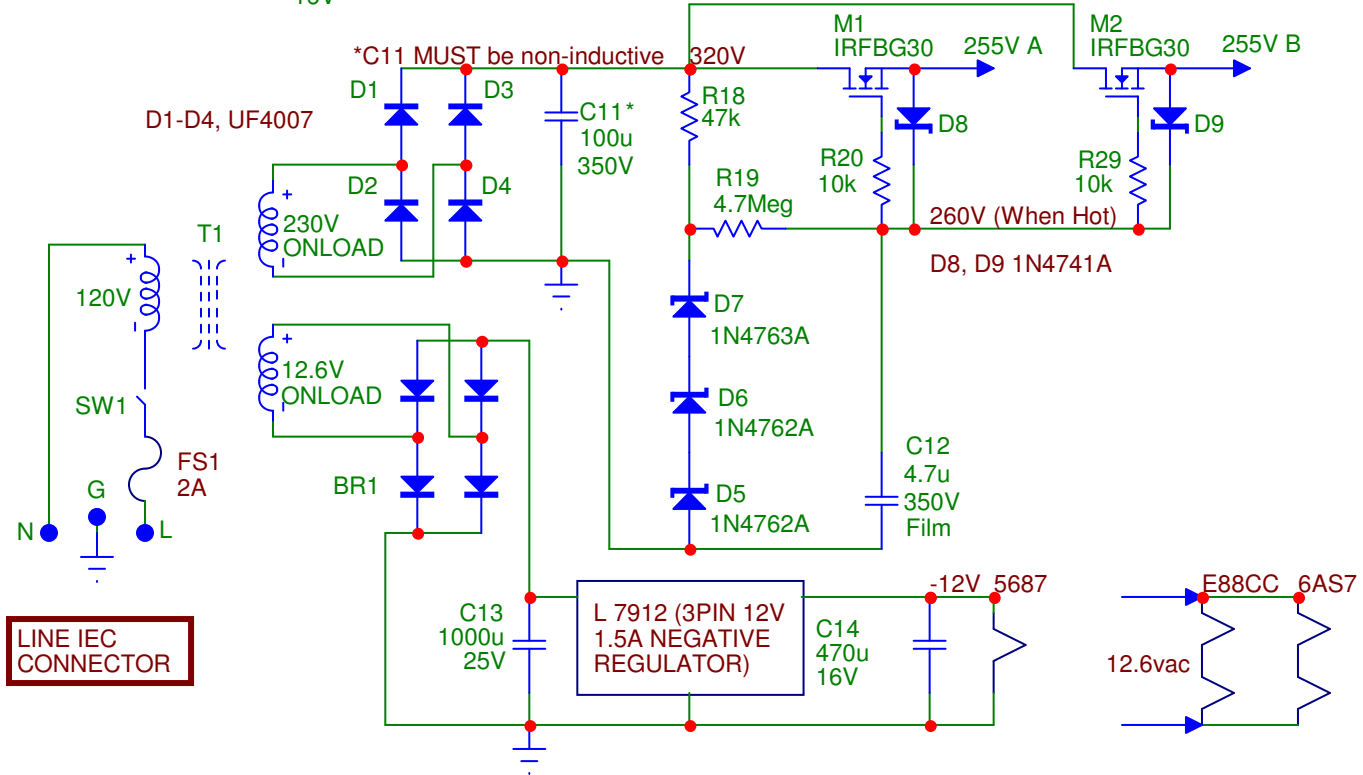 10V
*C11 MUST be non-inductive
320V
M1
IRFBG30
255V A
M2
IRFBG30
255V B
D1
D3
D1-D4, UF4007
C11*
100u
350V
R18
47k
D8
D9
D2
D4
R19
4.7Meg
R20
10k
R29
10k
T1
+
230V
ONLOAD
-
260V (When Hot)
D8, D9 1N4741A
+
120V
-
D7
1N4763A
+
12.6V
ONLOAD
-
SW1
D6
1N4762A
FS1
2A
BR1
D5
1N4762A
C12
4.7u
350V
Film
N
G
L
LINE IEC
CONNECTOR
C13
1000u
25V
L 7912 (3PIN 12V
1.5A NEGATIVE
REGULATOR)
C14
470u
16V
-12V
5687
E88CC
6AS7
12.6vac